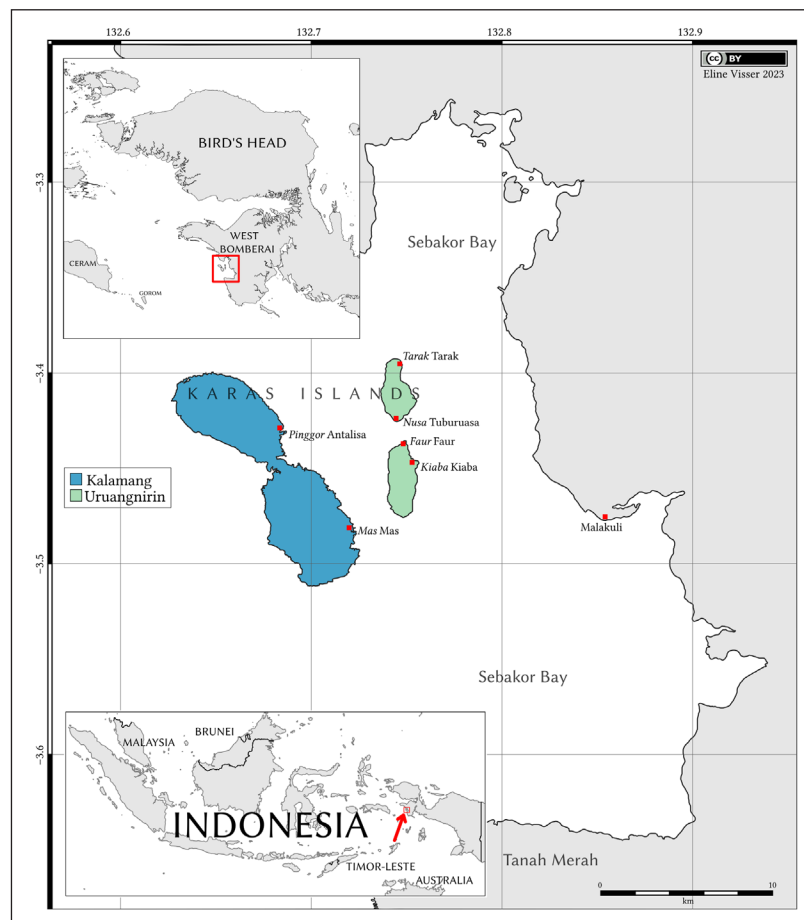 132.6
132.7
132.8
132.9
cc BY
Eline Visser 2023
BIRD'S HEAD
WEST
BOMBERAI
CERAM
GOROM
-3.3
Sebakor Bay
Tarak Tarak
-3.4
KARAS ISLANDS
Nusa Tuburuasa
Pinggor Antalisa
Faur Faur
Kiaba Kiaba
Kalamang
Uruangnirin
Mas Mas
Malakuli
-3.5
Sebakor Bay
MALAYSIA
BRUNEI
-3.6
INDONESIA
TIMOR-LESTE
AUSTRALIA
Tanah Merah
0
10
km